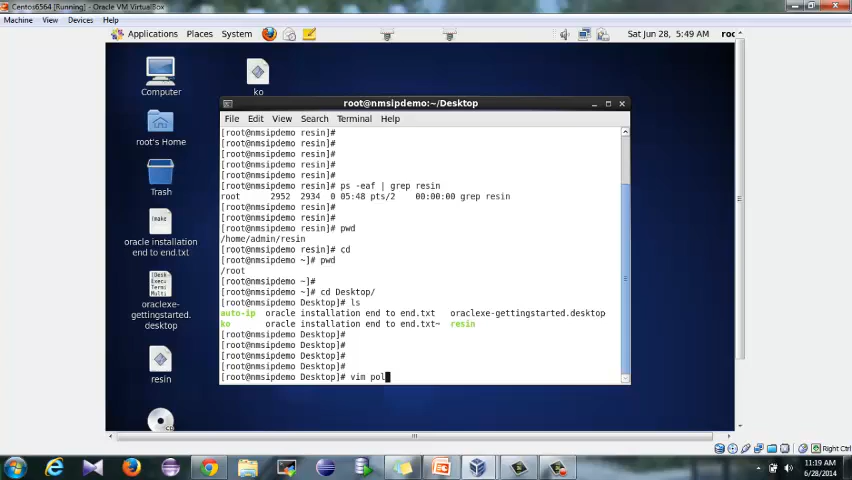 Centos6564 [Running] - Oracle VM VirtualBox
Machine View Devices Help
Applications Places System Sat Jun 28, 5:49 AM
Computer
ko
root's Home
Trash
oracle installation
end to end.txt
oraclexe-
gettingstarted.
desktop
resin
root@nmsipdemo:~/Desktop
File Edit View Search Terminal Help
[root@nmsipdemo resin]#
[root@nmsipdemo resin]#
[root@nmsipdemo resin]#
[root@nmsipdemo resin]#
[root@nmsipdemo resin]#
[root@nmsipdemo resin]# ps -eaf | grep resin
root 2952 2934 0 05:48 pts/2 00:00:00 grep resin
[root@nmsipdemo resin]#
[root@nmsipdemo resin]#
[root@nmsipdemo resin]# pwd
/home/admin/resin
[root@nmsipdemo resin]# cd
[root@nmsipdemo ~]# pwd
/root
[root@nmsipdemo ~]#
[root@nmsipdemo ~]# cd Desktop/
[root@nmsipdemo Desktop]# ls
auto-ip oracle installation end to end.txt oraclexe-gettingstarted.desktop
ko oracle installation end to end.txt~ resin
[root@nmsipdemo Desktop]#
[root@nmsipdemo Desktop]#
[root@nmsipdemo Desktop]#
[root@nmsipdemo Desktop]#
[root@nmsipdemo Desktop]# vim pol
Right Ctrl
11:19 AM
6/28/2014